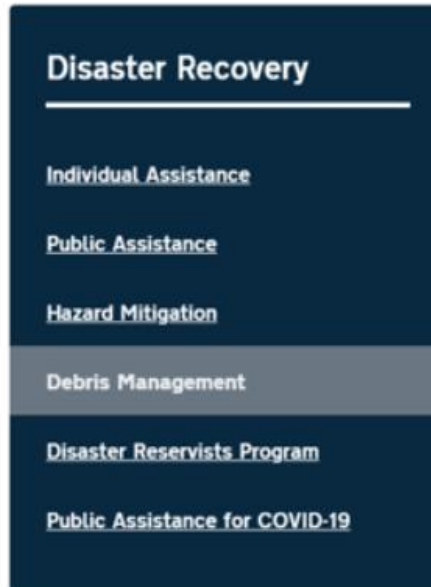 Disaster Recovery
Individual Assistance
Public Assistance
Hazard Mitigation
Debris Management
Disaster Reservists Program
Public Assistance for COVID-19